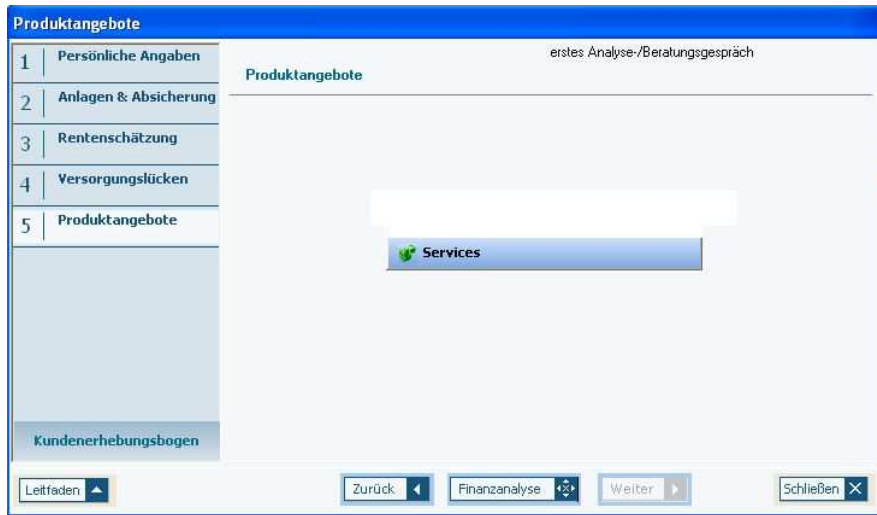 Produktangebote
1 Persönliche Angaben
2 Anlagen & Absicherung
3 Rentenschätzung
4 Versorgungslücken
5 Produktangebote
Kundenerhebungsbogen
erstes Analyse-/Beratungsgespräch
Produktangebote
Services
Leitfaden
Zurück
Finanzanalyse
Weiter
Schließen